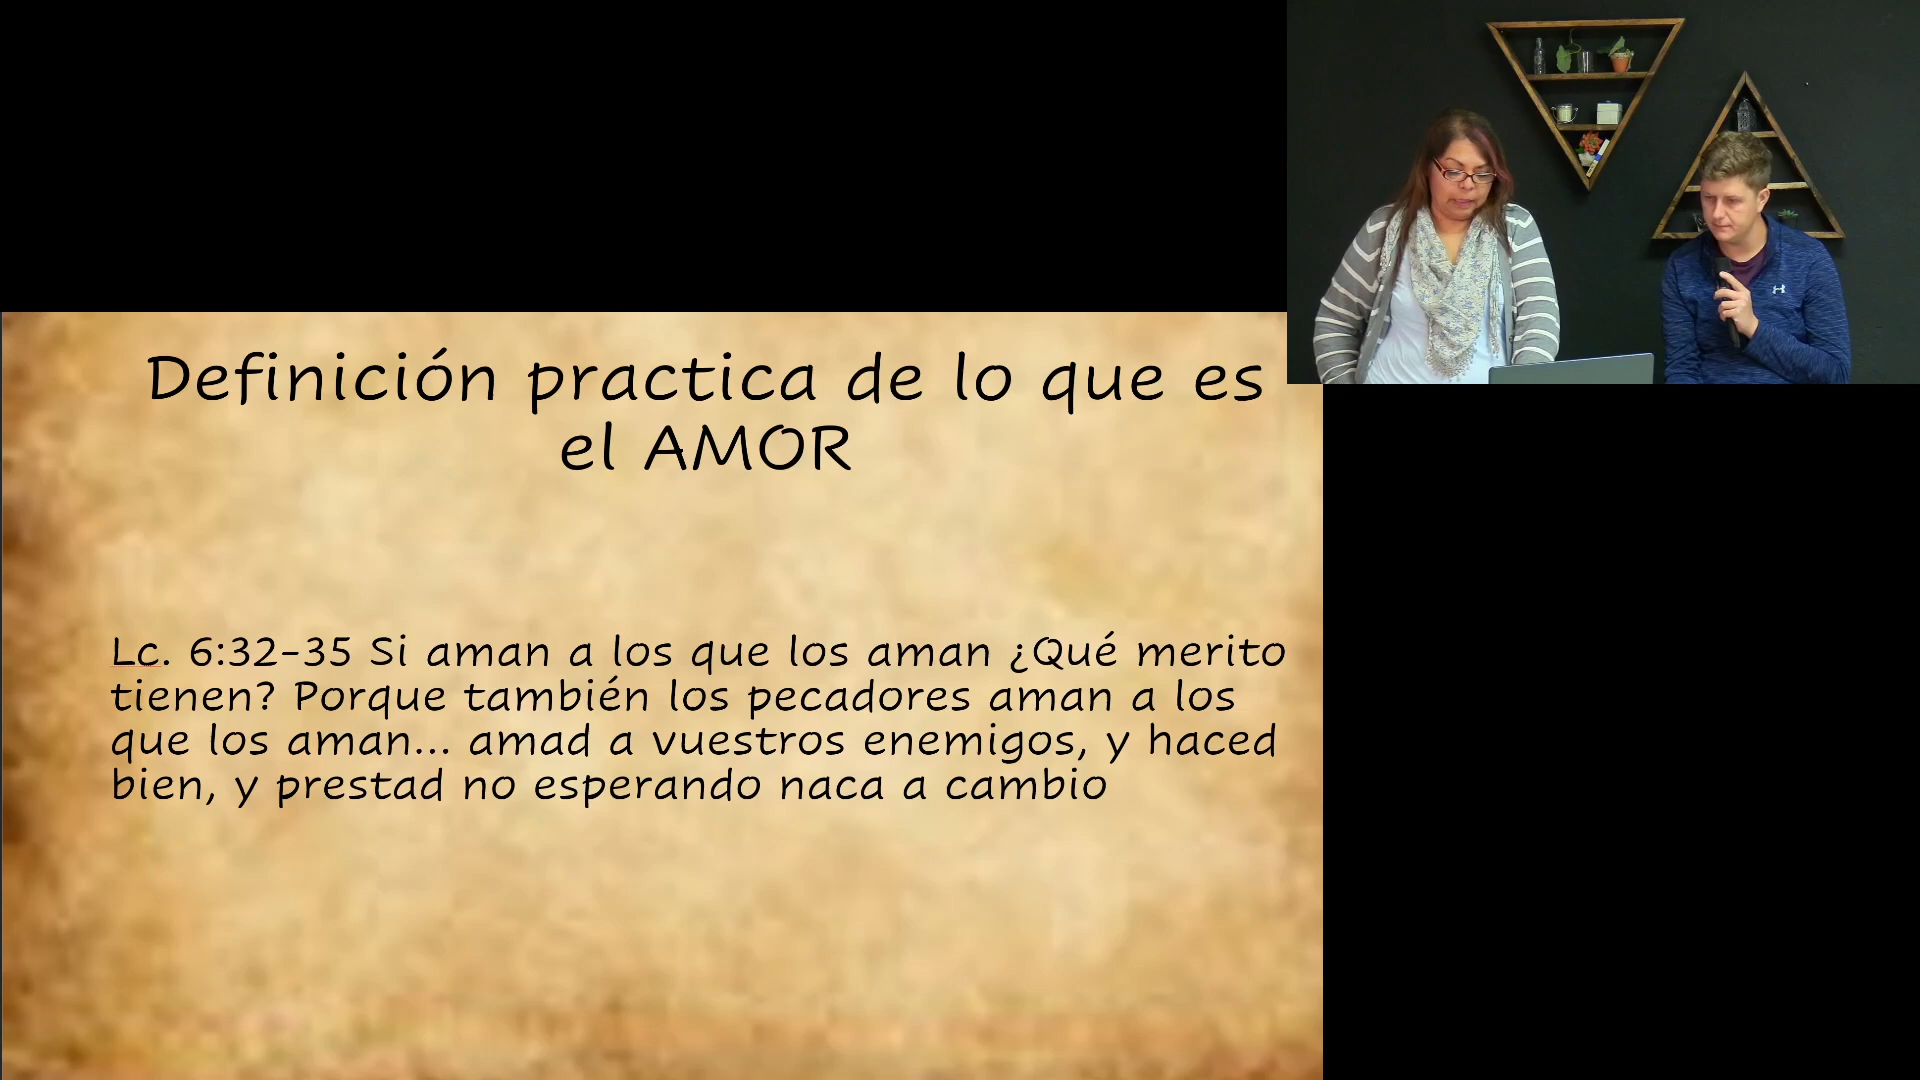 Definición practica de lo que es
el AMOR
Lc. 6:32-35 Si aman a los que los aman ¿Qué merito
tienen? Porque también los pecadores aman a los
que los aman... amad a vuestros enemigos, y haced
bien, y prestad no esperando naca a cambio